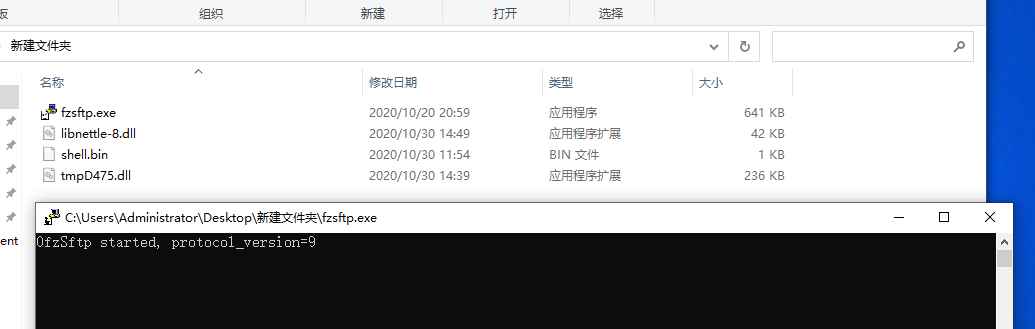 板 组织 新建 打开 选择
新建文件夹
名称 修改日期 类型 大小
fzsftp.exe 2020/10/20 20:59 应用程序 641 KB
libnettle-8.dll 2020/10/30 14:49 应用程序扩展 42 KB
shell.bin 2020/10/30 11:54 BIN 文件 1 KB
tmpD475.dll 2020/10/30 14:39 应用程序扩展 236 KB
C:\Users\Administrator\Desktop\新建文件夹\fzsftp.exe
ent
0fzSftp started, protocol_version=9